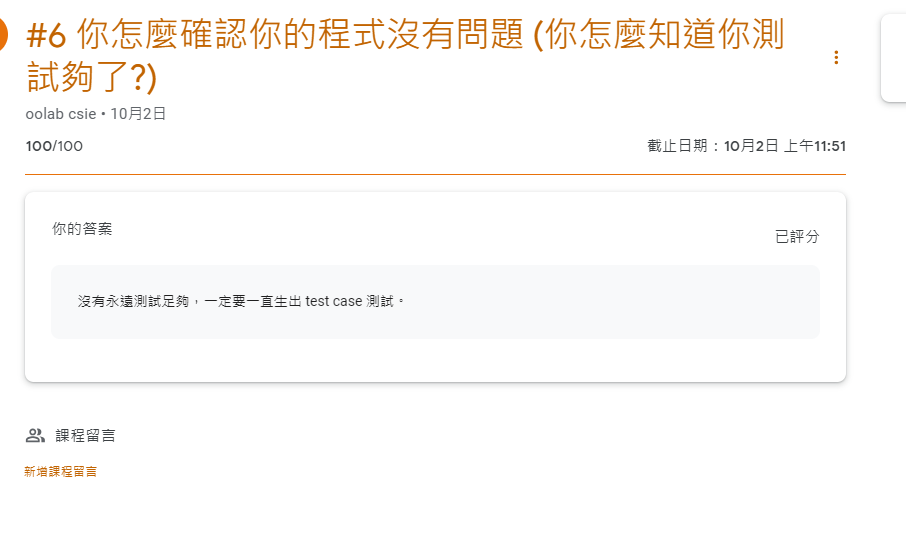 #6 你怎麼確認你的程式沒有問題 (你怎麼知道你測
試夠了?)
oolab csie • 10月2日
100/100
截止日期：10月2日 上午11:51
你的答案
已評分
沒有永遠測試足夠，一定要一直生出 test case 測試。
課程留言
新增課程留言